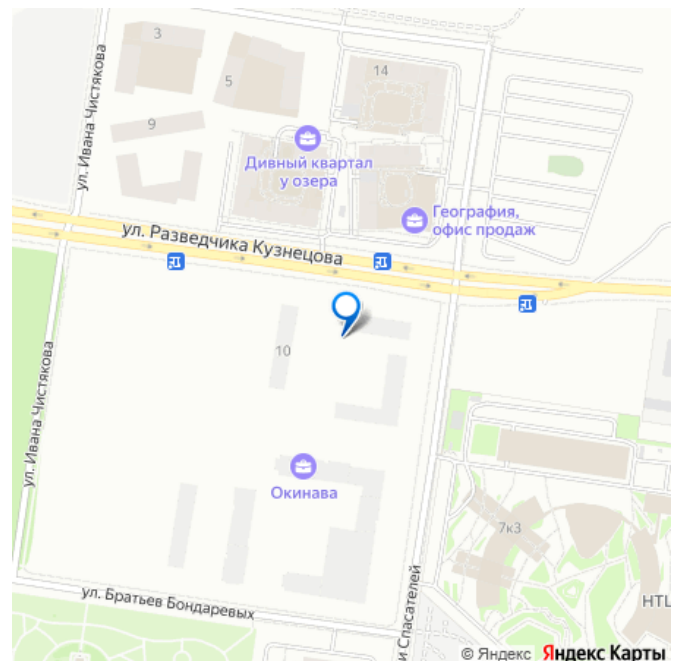 ул. Ивана Чистякова
3
5
14
9
Дивный квартал
у озера
География,
офис продаж
ул. Разведчика Кузнецова
10
ул. Ивана Чистякова
Окинава
7к3
ул. Братьев Бондаревых
и Спасателей
НТЦ
© Яндекс Яндекс Карты